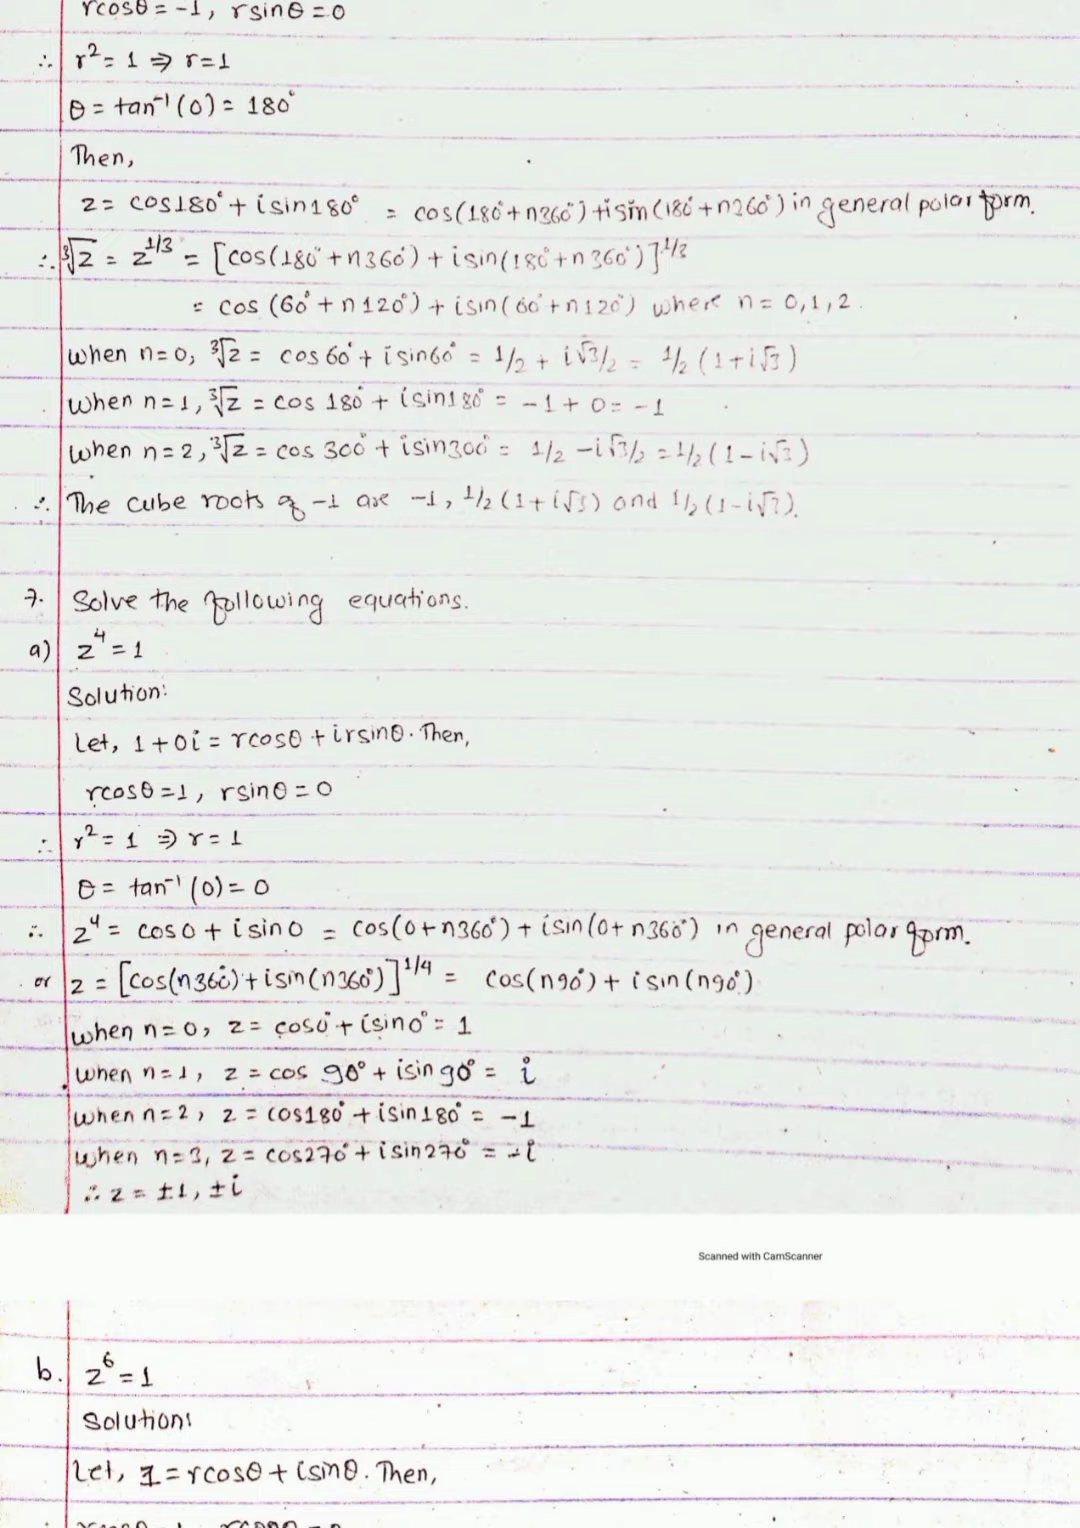 rcosθ = -1, rsinθ = 0
∴ r² = 1 ⇒ r = 1
θ = tan⁻¹(0) = 180°
Then,
z = cos180° + isin180° = cos(180° + n360°) + isin(180° + n360°) in general polar form.
∴ ∛z = z^1/3 = [cos(180° + n360°) + isin(180° + n360°)]^1/3
= cos (60° + n120°) + isin(60° + n120°) where n = 0,1,2.
when n = 0, ∛z = cos60° + isin60° = 1/2 + i√3/2 = 1/2 (1+i√3)
when n = 1, ∛z = cos 180° + isin180° = -1 + 0 = -1
when n = 2, ∛z = cos 300° + isin300° = 1/2 - i√3/2 = 1/2 (1-i√3)
∴ The cube roots of -1 are -1, 1/2 (1+i√3) and 1/2 (1-i√3).
7. Solve the following equations.
a) z⁴ = 1
Solution:
Let, 1 + 0i = rcosθ + irsinθ. Then,
rcosθ = 1, rsinθ = 0
∴ r² = 1 ⇒ r = 1
θ = tan⁻¹(0) = 0
∴ z⁴ = cos0 + isin0 = cos(0 + n360°) + isin(0 + n360°) in general polar form.
or z = [cos(n360°) + isin(n360°)]^1/4 = cos(n90°) + isin(n90°)
when n = 0, z = cos0° + isin0° = 1
when n = 1, z = cos 90° + isin90° = i
when n = 2, z = cos180° + isin180° = -1
when n = 3, z = cos270° + isin270° = -i
∴ z = ±1, ±i
Scanned with CamScanner
b. z⁶ = 1
Solution:
Let, 1 = rcosθ + isinθ. Then,